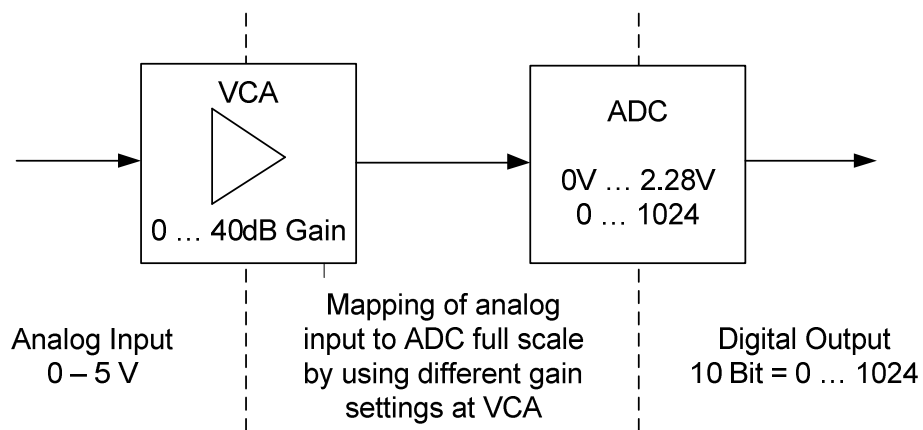 VCA
0 ... 40dB Gain
ADC
0V ... 2.28V
0 ... 1024
Analog Input
0 – 5 V
Mapping of analog
input to ADC full scale
by using different gain
settings at VCA
Digital Output
10 Bit = 0 ... 1024